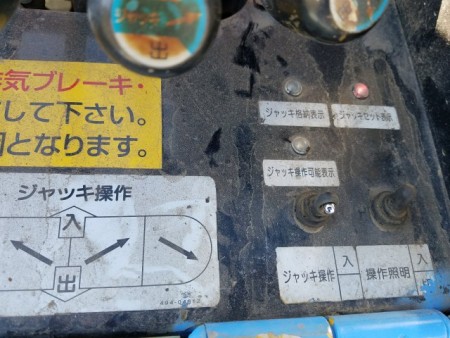 ジャッキ
出
気ブレーキ・
して下さい。
となります。
ジャッキ格納表示
ジャッキセット表示
ジャッキ操作可能表示
ジャッキ操作
入
出
ジャッキ操作
入
操作照明
入
切